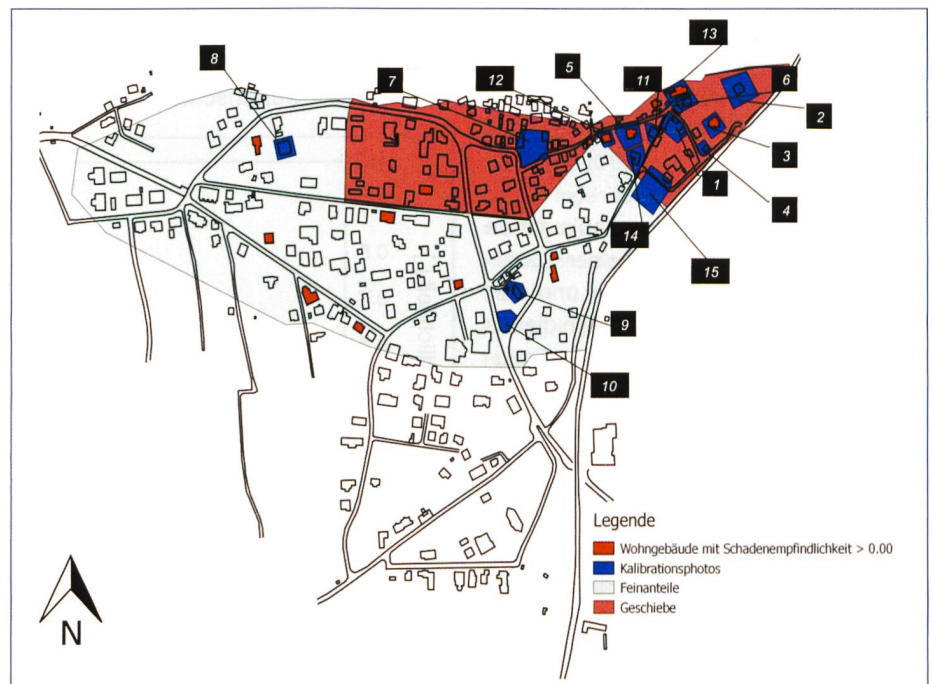 13
8
5
7
12
11
6
2
3
1
4
14
15
9
10
Legende
Wohngebäude mit Schadenempfindlichkeit > 0.00
Kalibrationsphotos
Feinanteile
Geschiebe
N